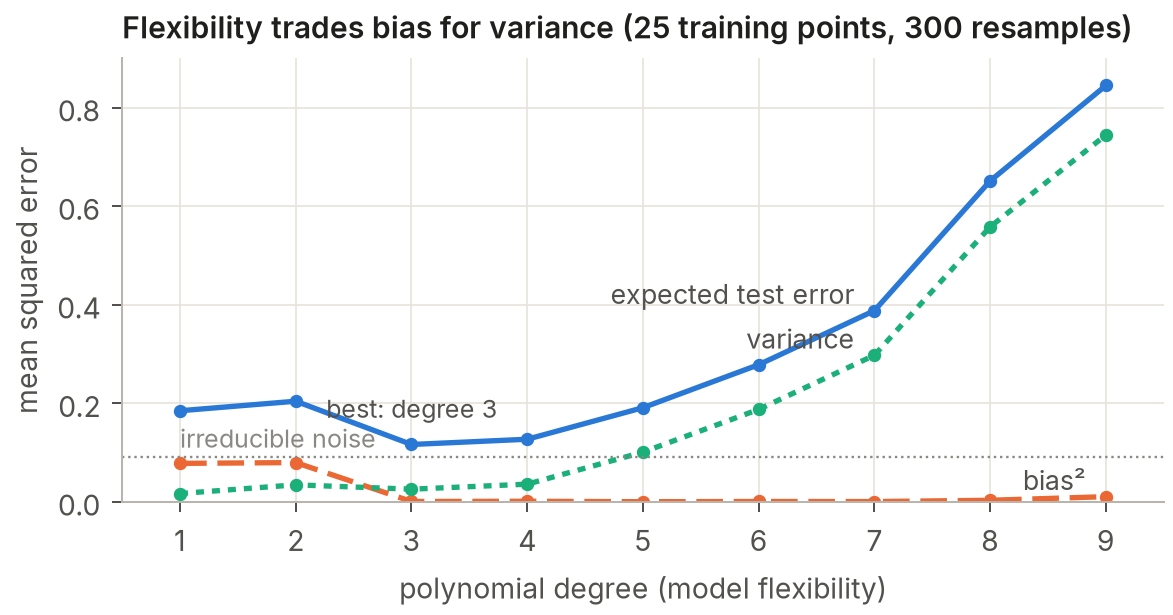 Flexibility trades bias for variance (25 training points, 300 resamples)
mean squared error
0.8
0.6
0.4
0.2
0.0
expected test error
variance
best: degree 3
irreducible noise
bias²
1 2 3 4 5 6 7 8 9
polynomial degree (model flexibility)